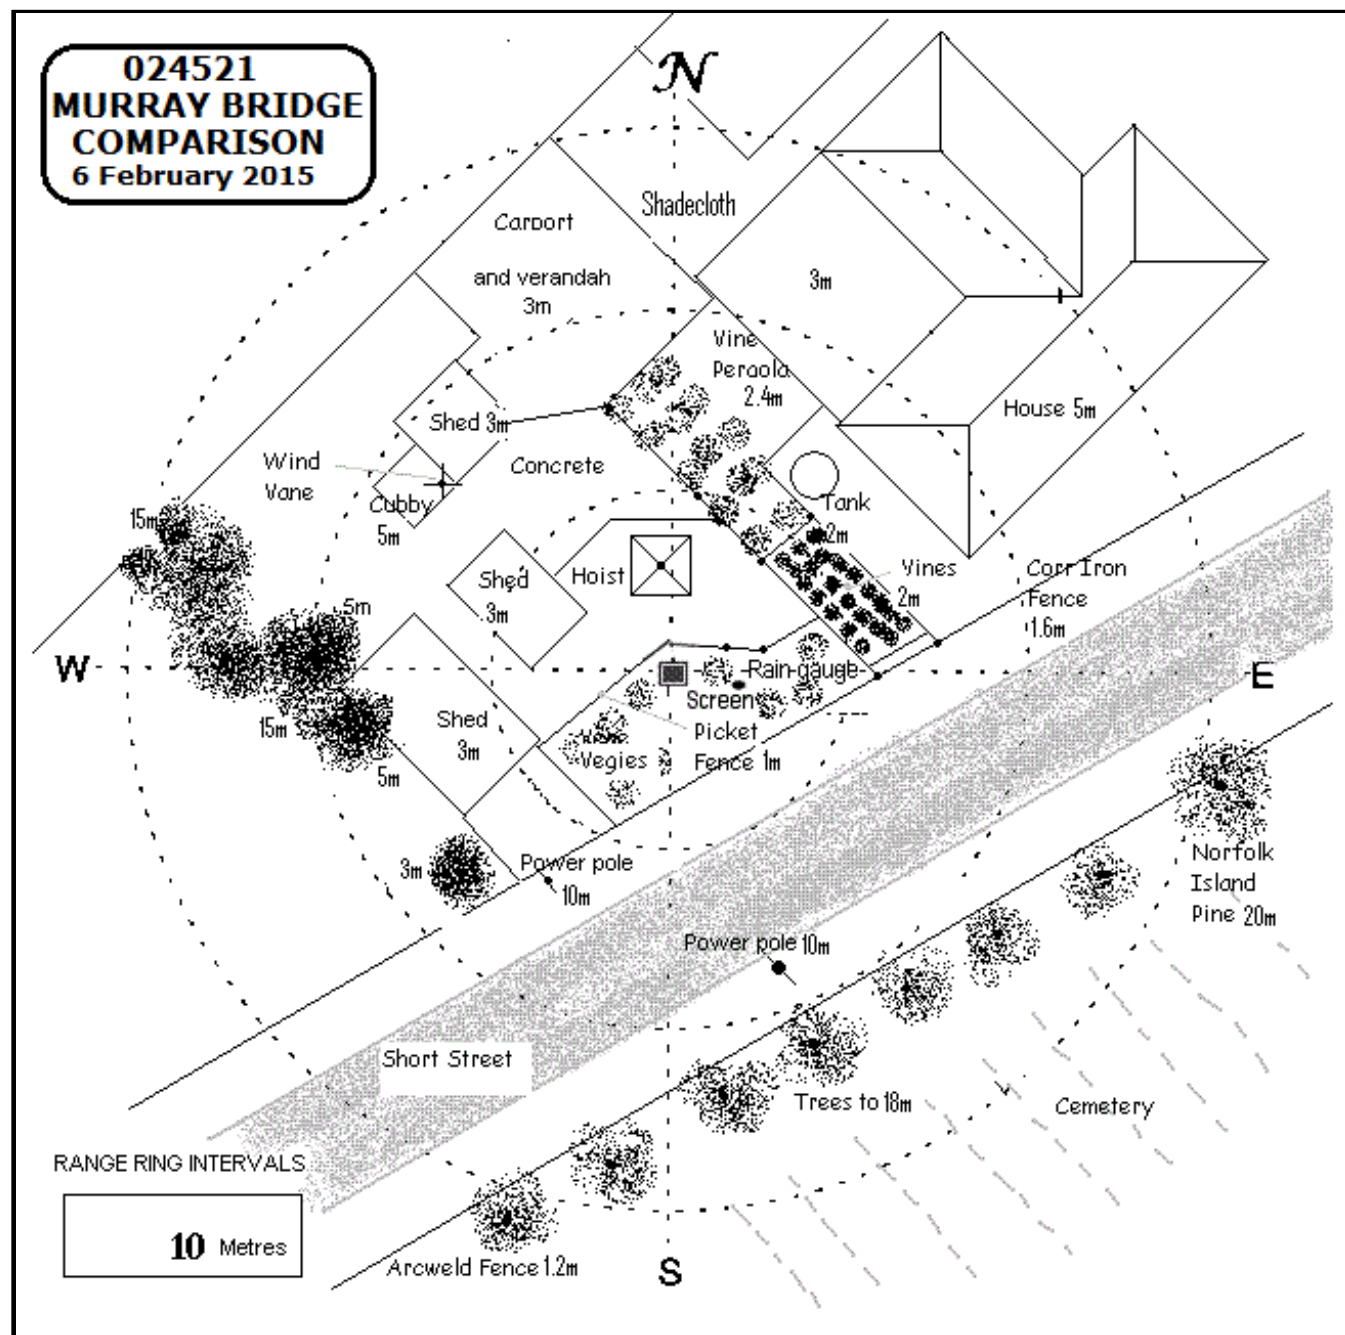 024521
MURRAY BRIDGE
COMPARISON
6 February 2015
N
Shadecloth
Carport
and verandah
3m
3m
Vine
Pergola
2.4m
House 5m
Shed 3m
Wind
Vane
Concrete
Cubby
5m
Tank
2m
15m
Shed
3m
Hoist
Vines
2m
Corr Iron
Fence
1.6m
5m
W
Rain-gauge
E
Screen
Shed
3m
15m
Picket
Fence 1m
Vegies
5m
3m
Power pole
10m
Norfolk
Island
Pine 20m
Power pole 10m
Short Street
Trees to 18m
Cemetery
RANGE RING INTERVALS
10 Metres
Arcweld Fence 1.2m
S